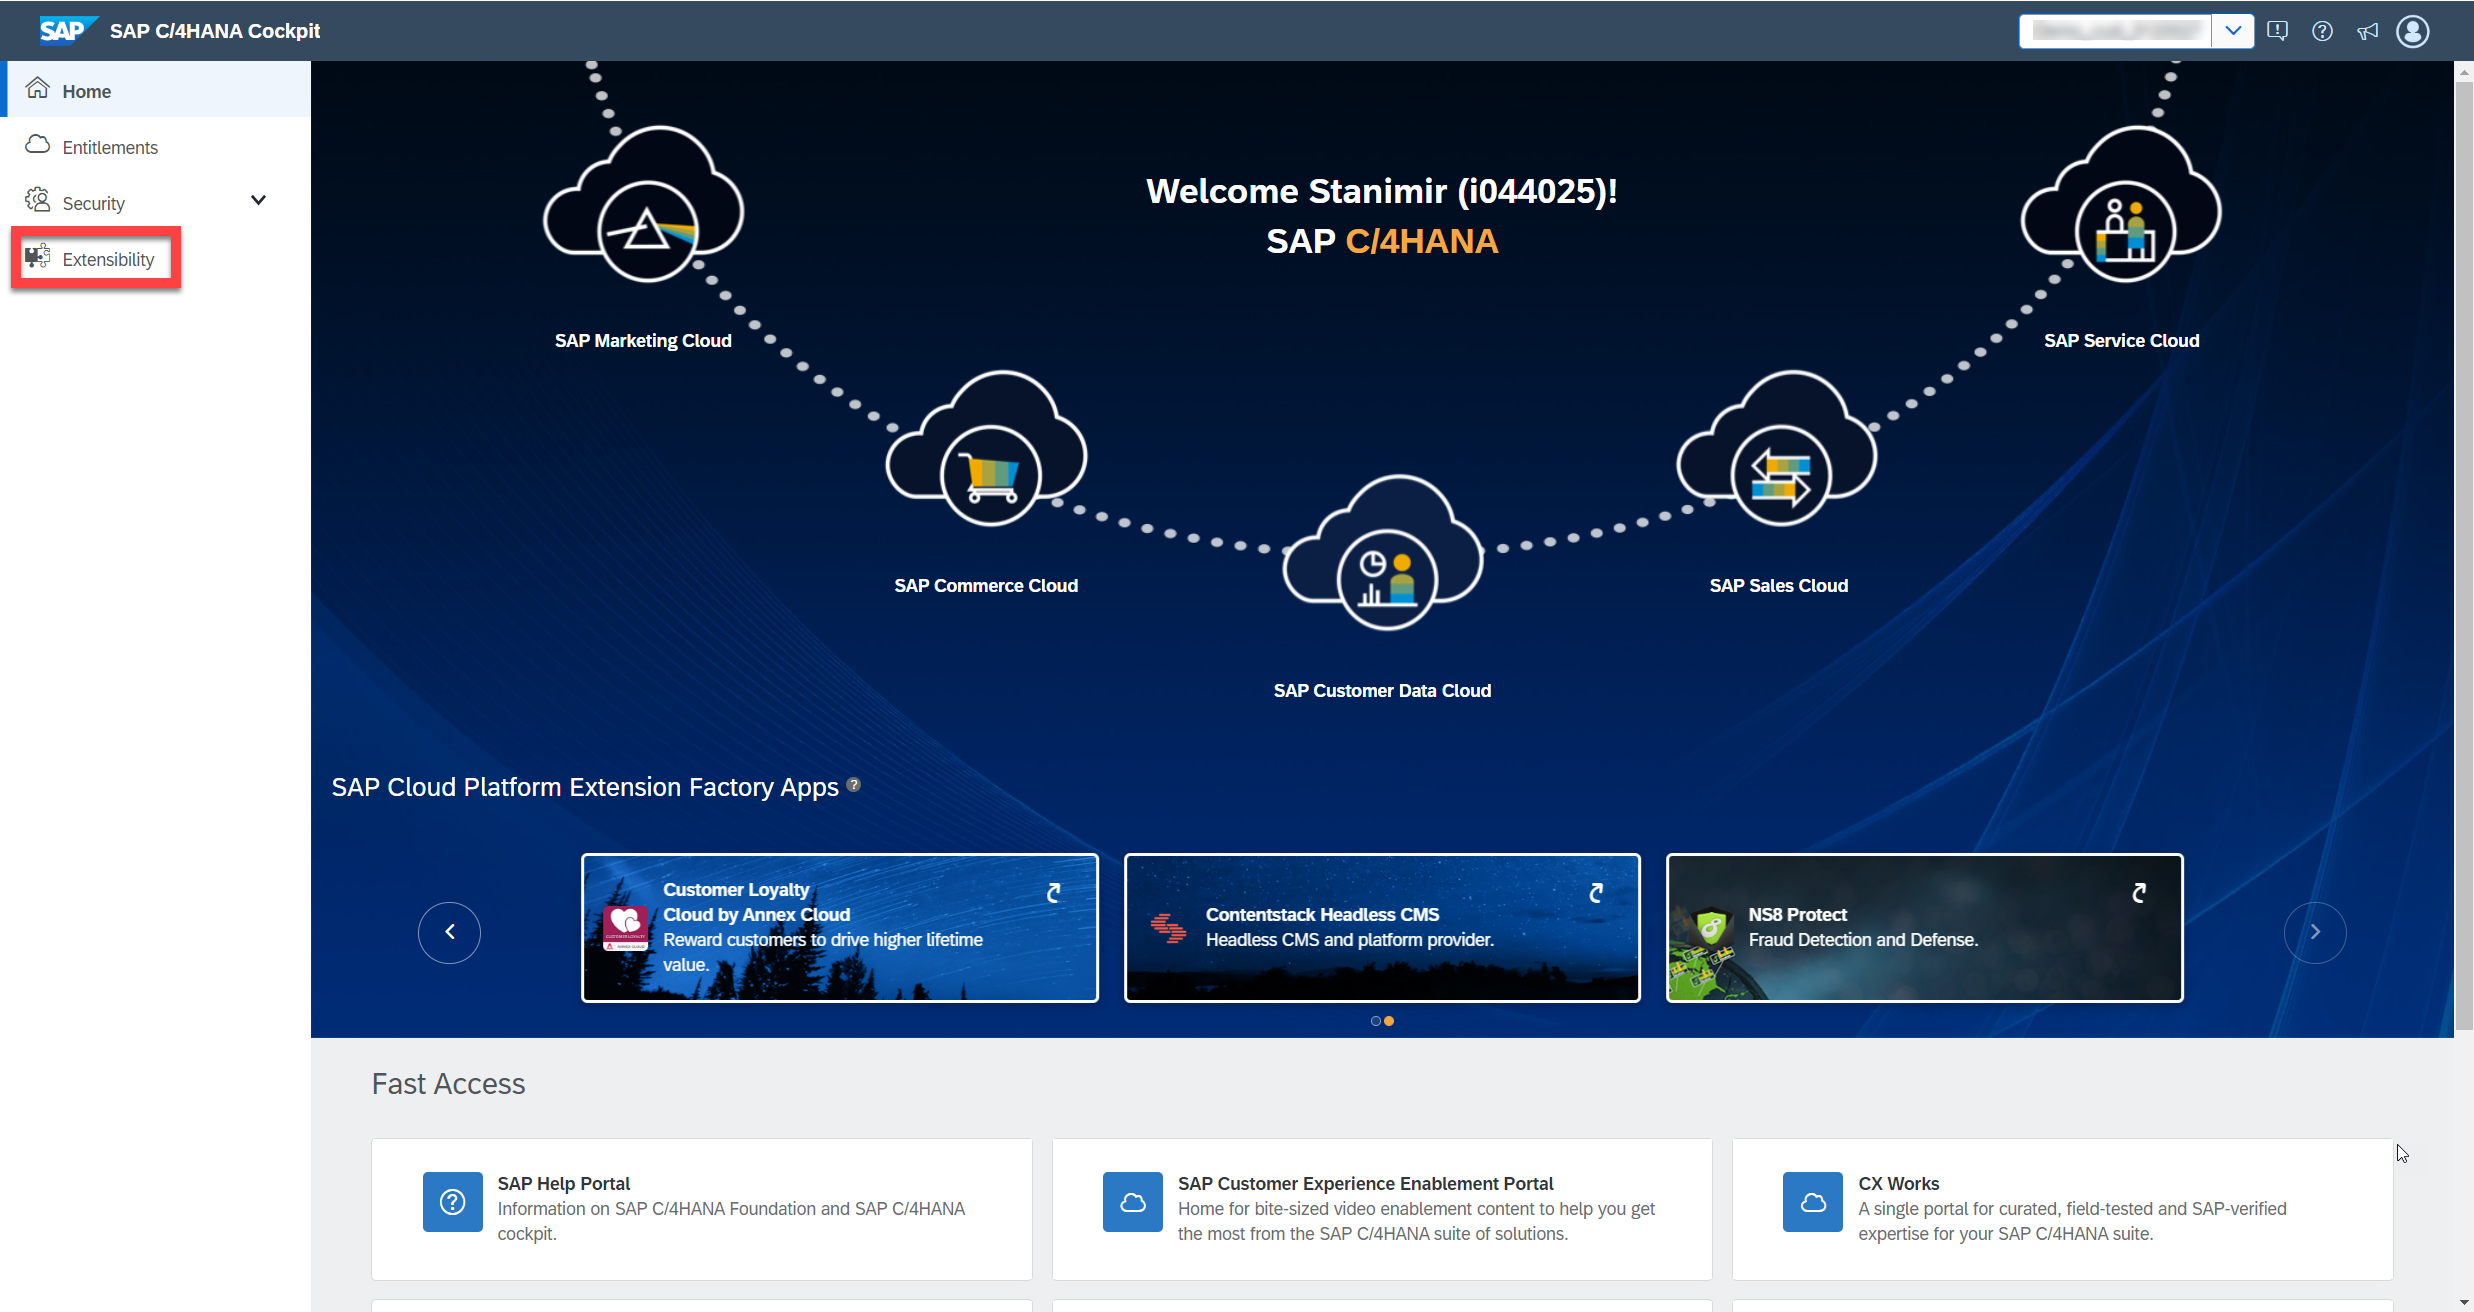 SAP SAP C/4HANA Cockpit
Home
Entitlements
Security
Extensibility
Welcome Stanimir (i044025)!
SAP C/4HANA
SAP Marketing Cloud
SAP Service Cloud
SAP Commerce Cloud
SAP Sales Cloud
SAP Customer Data Cloud
SAP Cloud Platform Extension Factory Apps ?
Customer Loyalty
Cloud by Annex Cloud
Reward customers to drive higher lifetime
value.
CUSTOMER LOYALTY
ANNEX CLOUD
Contentstack Headless CMS
Headless CMS and platform provider.
NS8 Protect
Fraud Detection and Defense.
Fast Access
SAP Help Portal
Information on SAP C/4HANA Foundation and SAP C/4HANA
cockpit.
SAP Customer Experience Enablement Portal
Home for bite-sized video enablement content to help you get
the most from the SAP C/4HANA suite of solutions.
CX Works
A single portal for curated, field-tested and SAP-verified
expertise for your SAP C/4HANA suite.